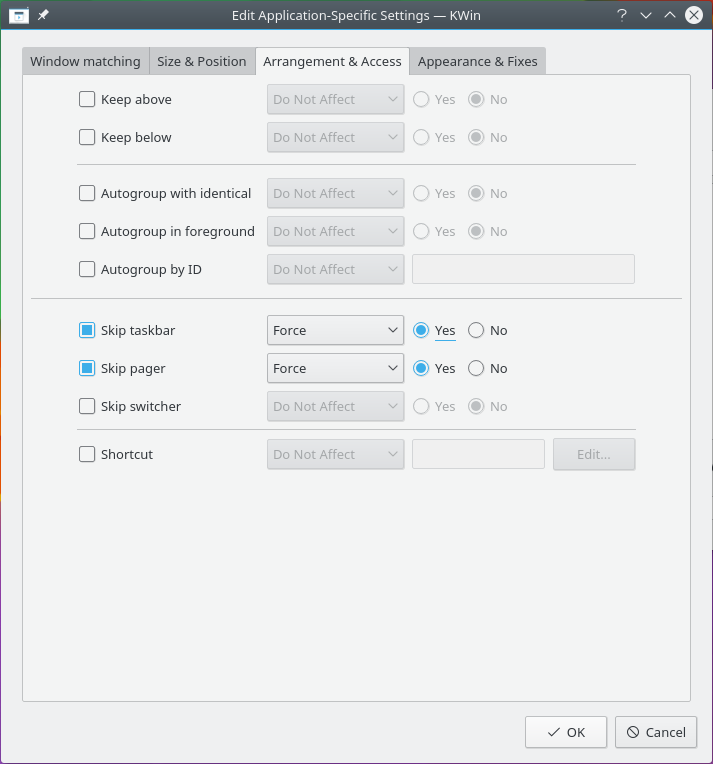 Edit Application-Specific Settings — KWin
Window matching Size & Position Arrangement & Access Appearance & Fixes
Keep above Do Not Affect Yes No
Keep below Do Not Affect Yes No
Autogroup with identical Do Not Affect Yes No
Autogroup in foreground Do Not Affect Yes No
Autogroup by ID Do Not Affect
Skip taskbar Force Yes No
Skip pager Force Yes No
Skip switcher Do Not Affect Yes No
Shortcut Do Not Affect Edit...
OK Cancel